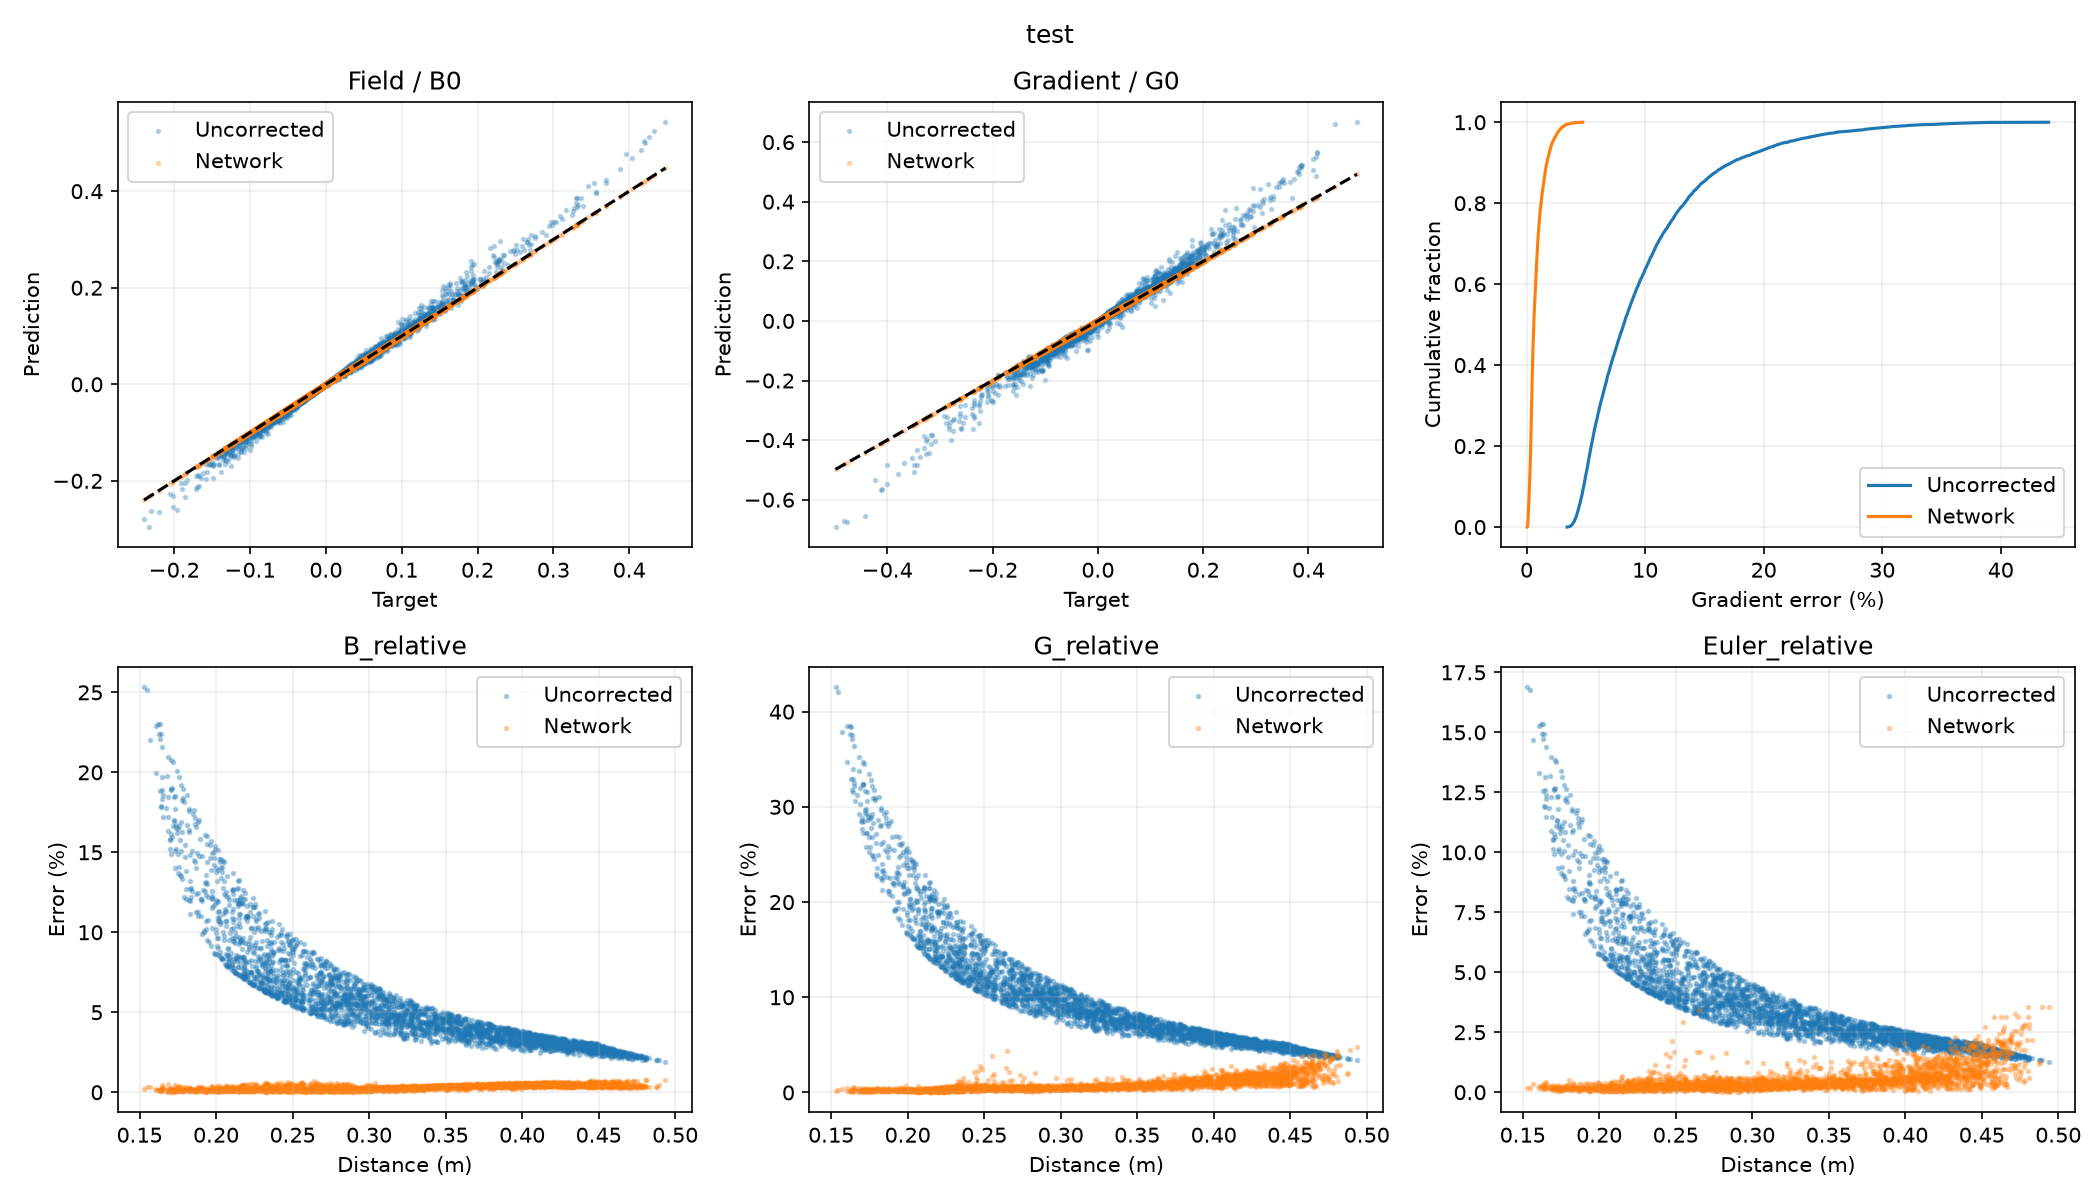 test
Field / B0
Uncorrected
Network
0.4
0.2
0.0
−0.2
Prediction
−0.2
−0.1
0.0
0.1
0.2
0.3
0.4
Target
Gradient / G0
Uncorrected
Network
0.6
0.4
0.2
0.0
−0.2
−0.4
−0.6
Prediction
−0.4
−0.2
0.0
0.2
0.4
Target
1.0
0.8
0.6
0.4
0.2
0.0
Cumulative fraction
Uncorrected
Network
0
10
20
30
40
Gradient error (%)
B_relative
Uncorrected
Network
25
20
15
10
5
0
Error (%)
0.15
0.20
0.25
0.30
0.35
0.40
0.45
0.50
Distance (m)
G_relative
Uncorrected
Network
40
30
20
10
0
Error (%)
0.15
0.20
0.25
0.30
0.35
0.40
0.45
0.50
Distance (m)
Euler_relative
Uncorrected
Network
17.5
15.0
12.5
10.0
7.5
5.0
2.5
0.0
Error (%)
0.15
0.20
0.25
0.30
0.35
0.40
0.45
0.50
Distance (m)